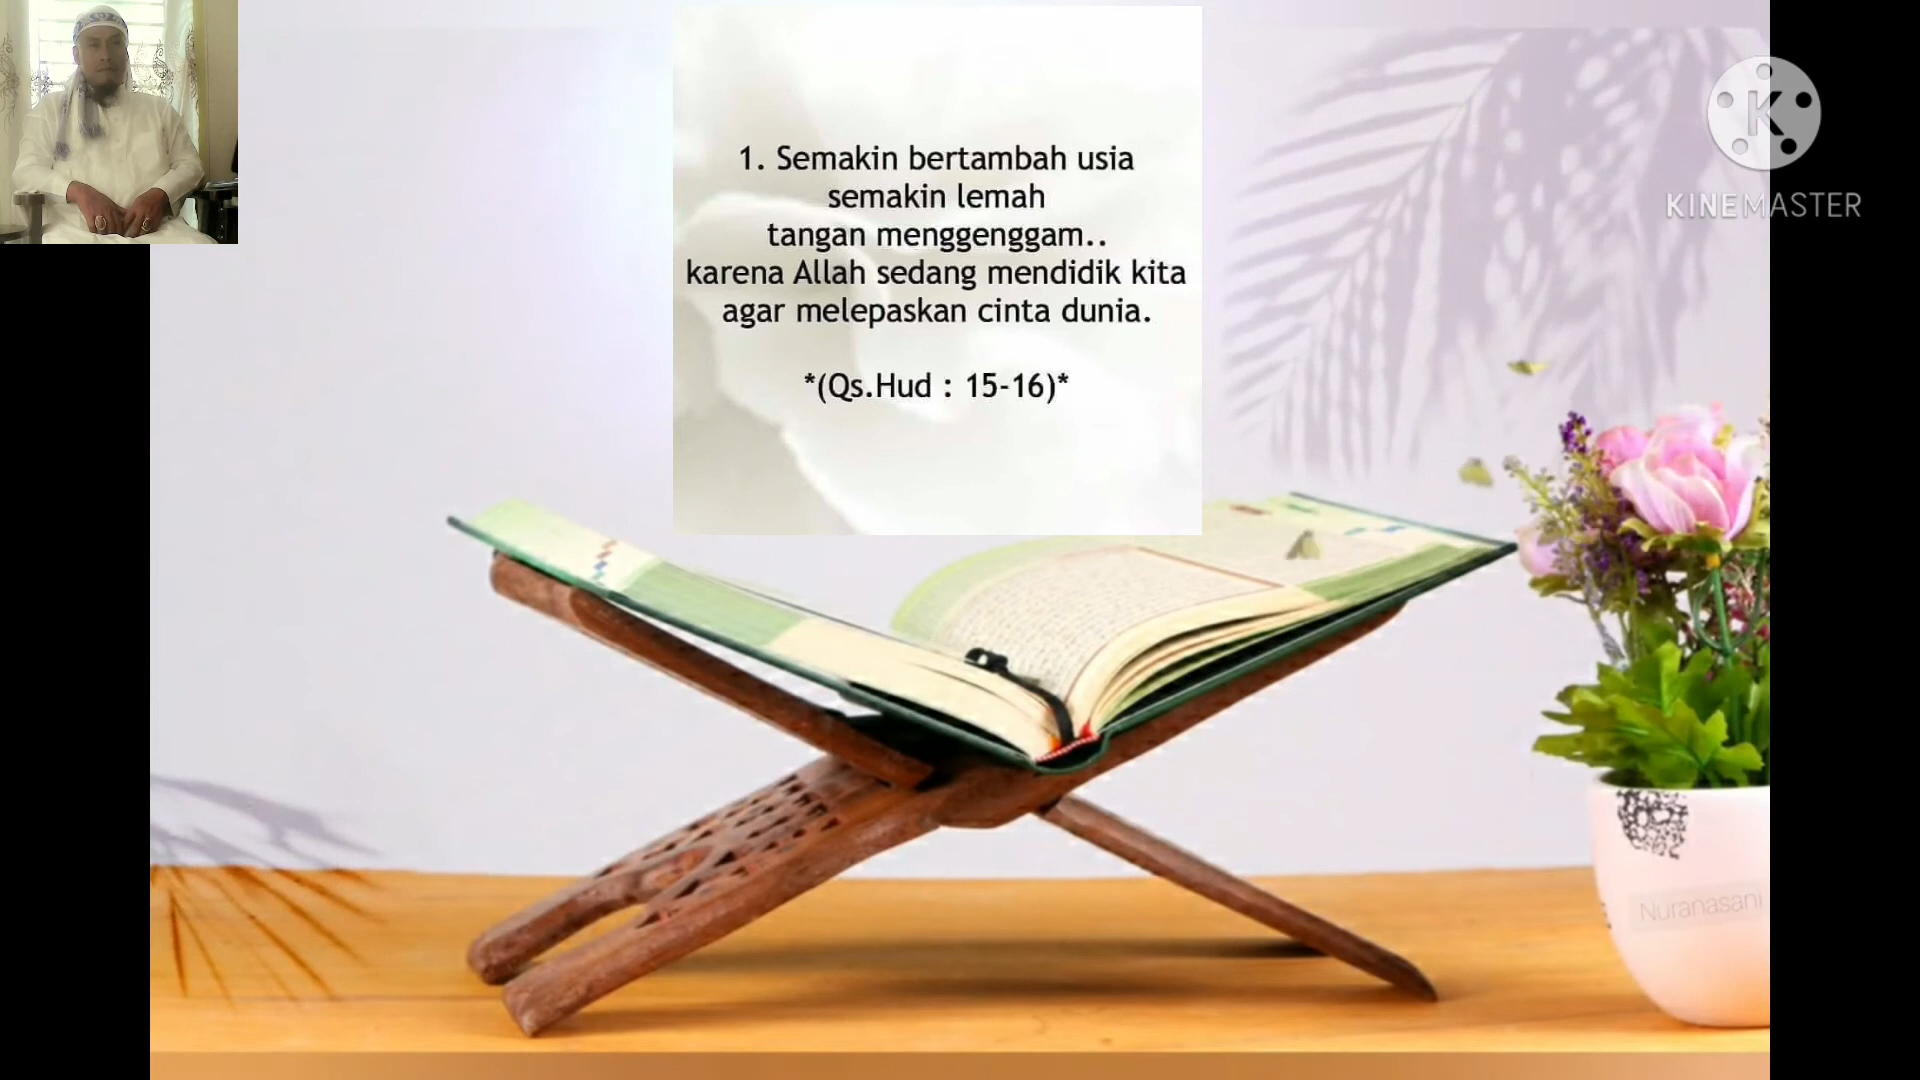 1. Semakin bertambah usia
semakin lemah
tangan menggenggam..
karena Allah sedang mendidik kita
agar melepaskan cinta dunia.
*(Qs.Hud : 15-16)*
K
KINEMASTER
Nuranasani